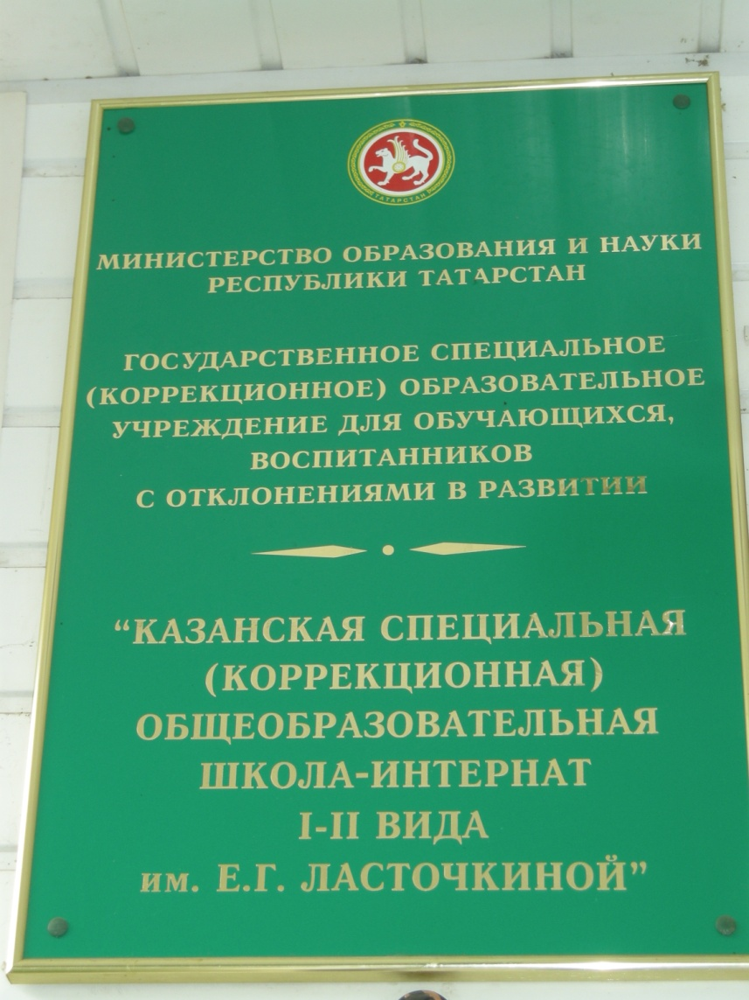 ТАТАРСТАН
МИНИСТЕРСТВО ОБРАЗОВАНИЯ И НАУКИ
РЕСПУБЛИКИ ТАТАРСТАН
ГОСУДАРСТВЕННОЕ СПЕЦИАЛЬНОЕ
(КОРРЕКЦИОННОЕ) ОБРАЗОВАТЕЛЬНОЕ
УЧРЕЖДЕНИЕ ДЛЯ ОБУЧАЮЩИХСЯ,
ВОСПИТАННИКОВ
С ОТКЛОНЕНИЯМИ В РАЗВИТИИ
“КАЗАНСКАЯ СПЕЦИАЛЬНАЯ
(КОРРЕКЦИОННАЯ)
ОБЩЕОБРАЗОВАТЕЛЬНАЯ
ШКОЛА-ИНТЕРНАТ
I-II ВИДА
им. Е.Г. ЛАСТОЧКИНОЙ”